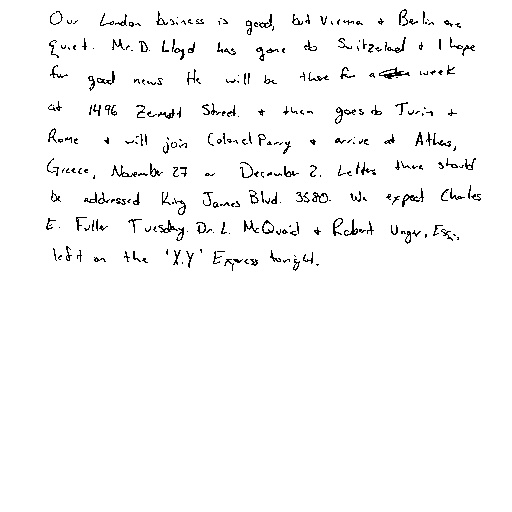 Our London business is good, but Vienna + Berlin are
quiet. Mr. D. Lloyd has gone to Switzerland + I hope
for good news He will be there for a week
at 1496 Zermott Street. + then goes to Turin +
Rome + will join Colonel Parry + arrive at Athens,
Greece, November 27 or December 2. Letters there should
be addressed King James Blvd. 3580. We expect Charles
E. Fuller Tuesday. Dr. L. McQuaid + Robert Unger, Esq.,
left on the 'X.Y' Express tonight.